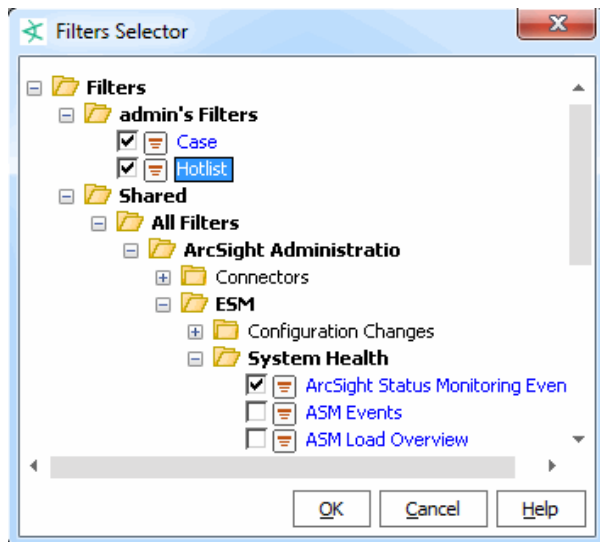 Filters Selector
Filters
admin's Filters
Case
Hotlist
Shared
All Filters
ArcSight Administratio
Connectors
ESM
Configuration Changes
System Health
ArcSight Status Monitoring Even
ASM Events
ASM Load Overview
OK Cancel Help